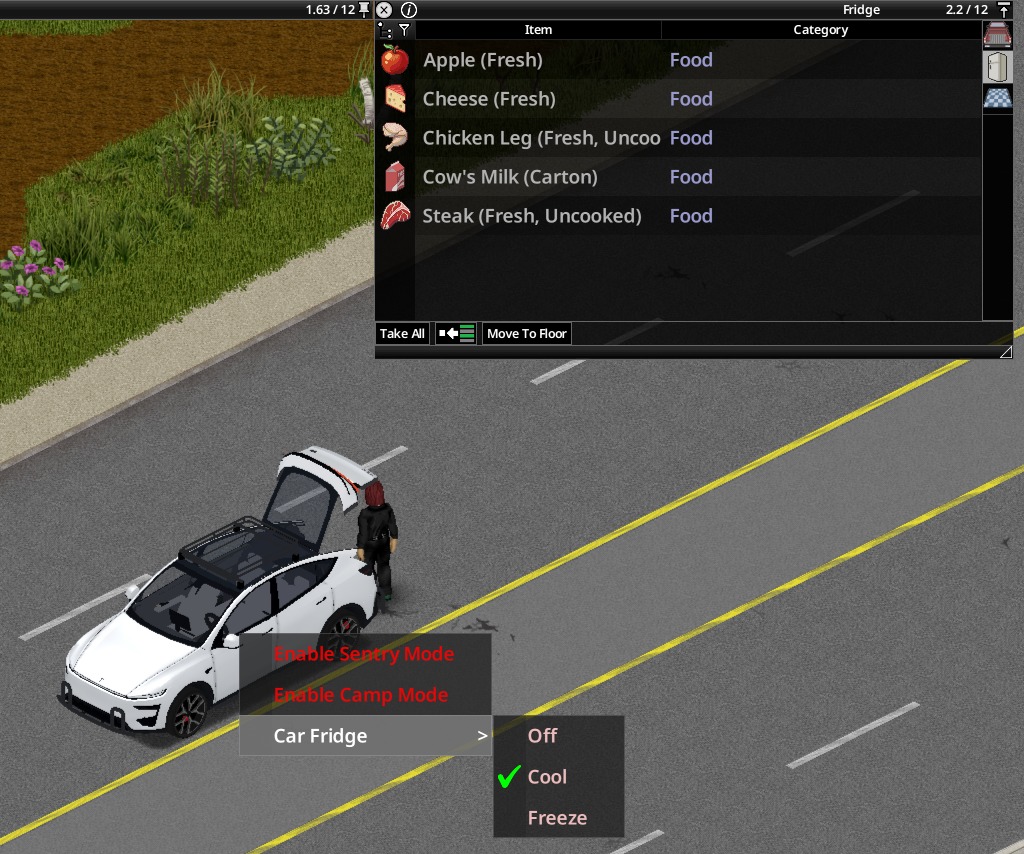 1.63 / 12
Fridge 2.2 / 12
Item Category
Apple (Fresh) Food
Cheese (Fresh) Food
Chicken Leg (Fresh, Uncoo Food
Cow's Milk (Carton) Food
Steak (Fresh, Uncooked) Food
Take All Move To Floor
Enable Sentry Mode
Enable Camp Mode
Car Fridge > Off
Cool
Freeze